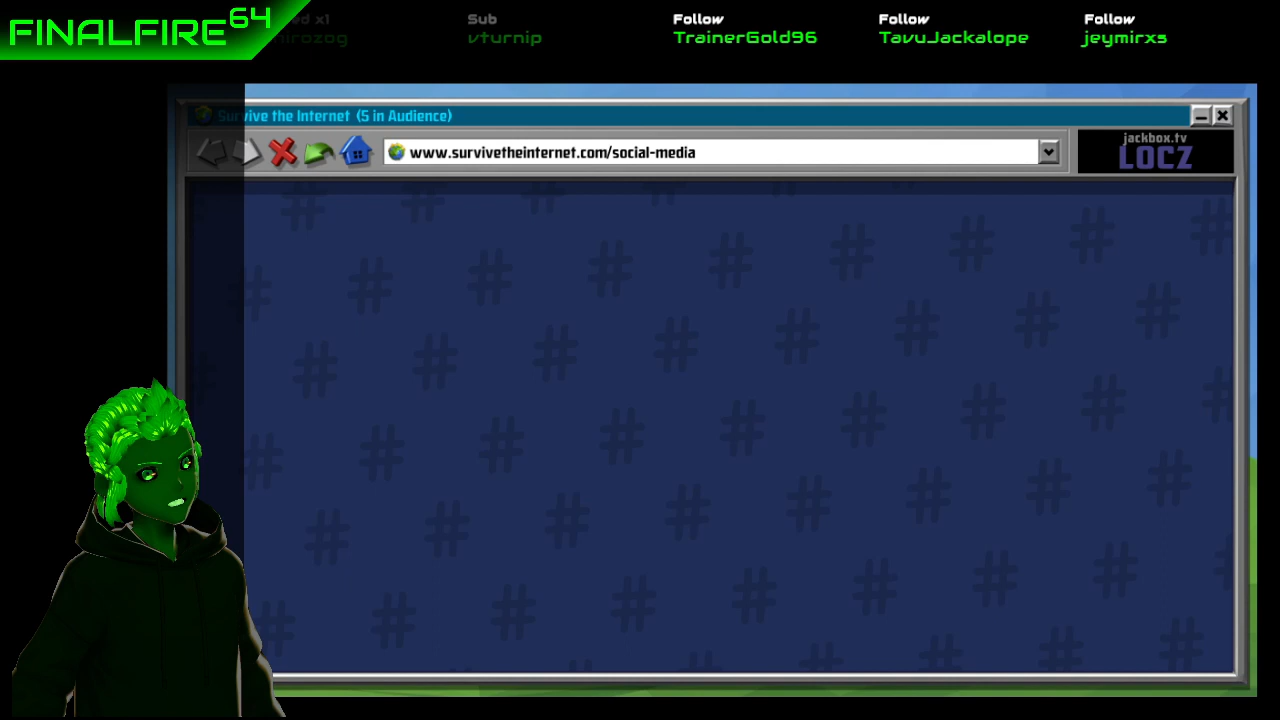 FINALFIRE64
x1
Sub
vturnip
Follow
TrainerGold96
Follow
TavuJackalope
Follow
jeymirxs
Survive the Internet (5 in Audience)
www.survivetheinternet.com/social-media
jackbox.tv
LOCZ